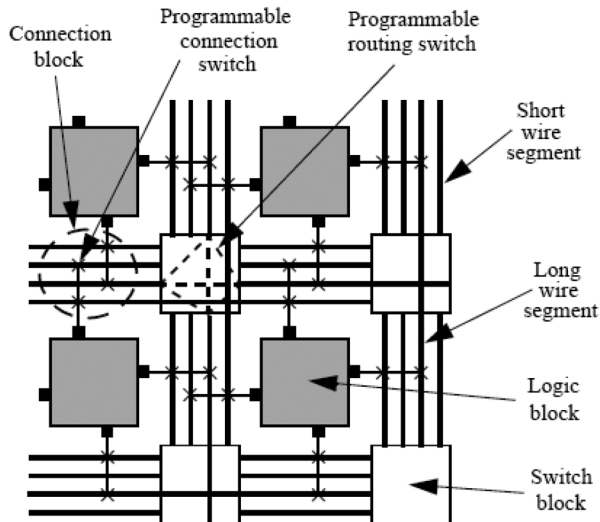 Connection
block
Programmable
connection
switch
Programmable
routing switch
Short
wire
segment
Long
wire
segment
Logic
block
Switch
block